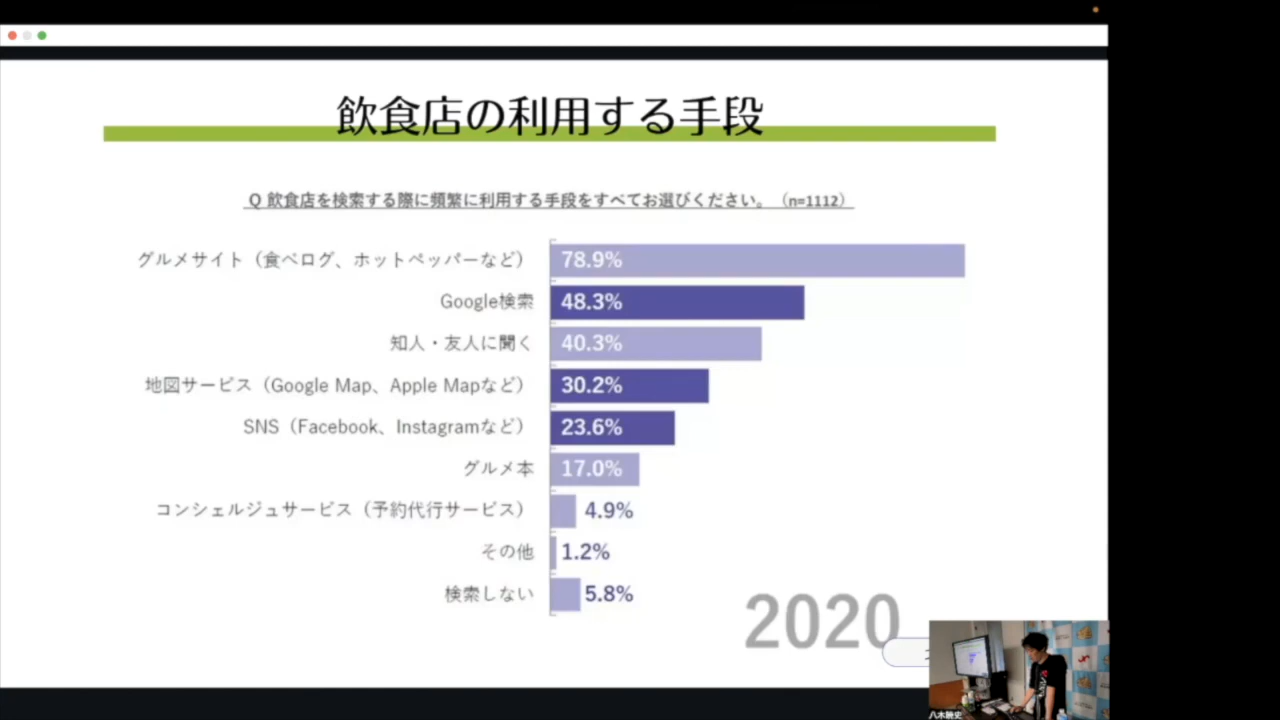 飲食店の利用する手段
Q 飲食店を検索する際に頻繁に利用する手段をすべてお選びください。（n=1112）
グルメサイト（食べログ、ホットペッパーなど） 78.9%
Google検索 48.3%
知人・友人に聞く 40.3%
地図サービス（Google Map、Apple Mapなど） 30.2%
SNS（Facebook、Instagramなど） 23.6%
グルメ本 17.0%
コンシェルジュサービス（予約代行サービス） 4.9%
その他 1.2%
検索しない 5.8%
2020